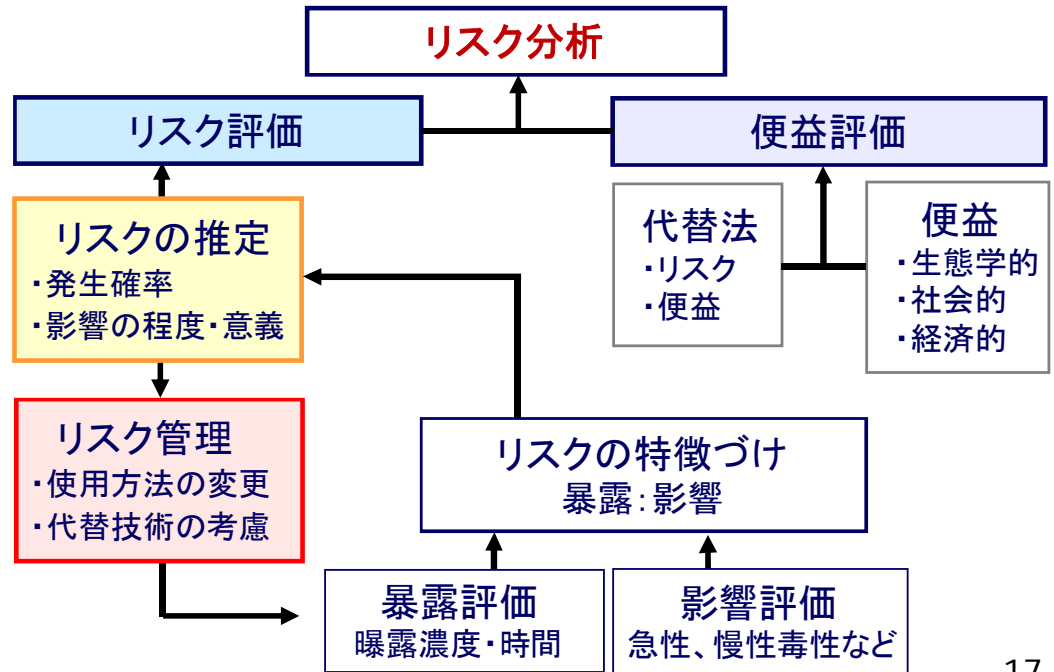 リスク分析
リスク評価
便益評価
リスクの推定
・発生確率
・影響の程度・意義
代替法
・リスク
・便益
便益
・生態学的
・社会的
・経済的
リスク管理
・使用方法の変更
・代替技術の考慮
リスクの特徴づけ
暴露:影響
暴露評価
曝露濃度・時間
影響評価
急性、慢性毒性など
17